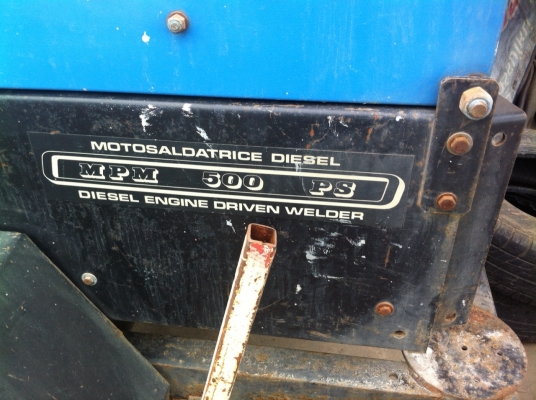 MOTOSALDATRICE DIESEL
MPM 500 PS
DIESEL ENGINE DRIVEN WELDER